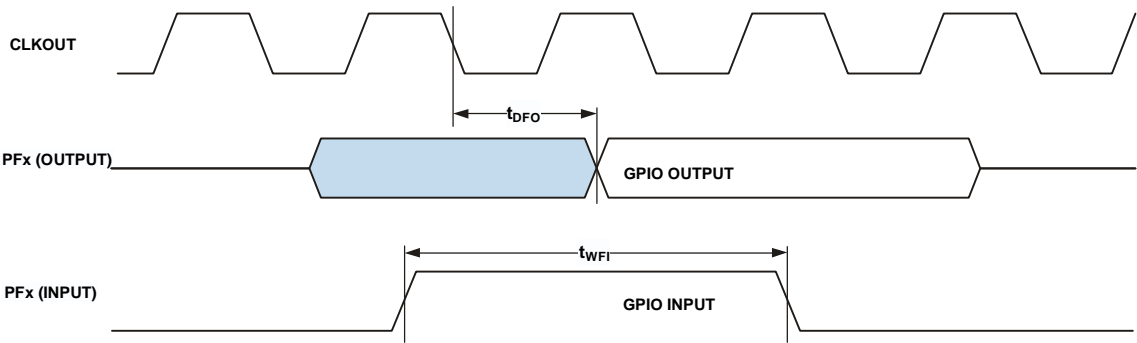 CLKOUT
tDFO
PFx (OUTPUT)
GPIO OUTPUT
tWFI
PFx (INPUT)
GPIO INPUT